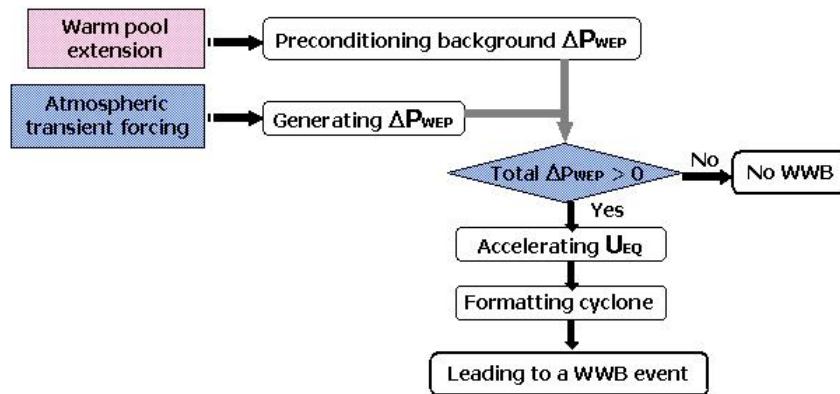 Warm pool
extension
Preconditioning background ΔPWEP
Atmospheric
transient forcing
Generating ΔPWEP
Total ΔPWEP > 0
No
No WWB
Yes
Accelerating UEQ
Formatting cyclone
Leading to a WWB event